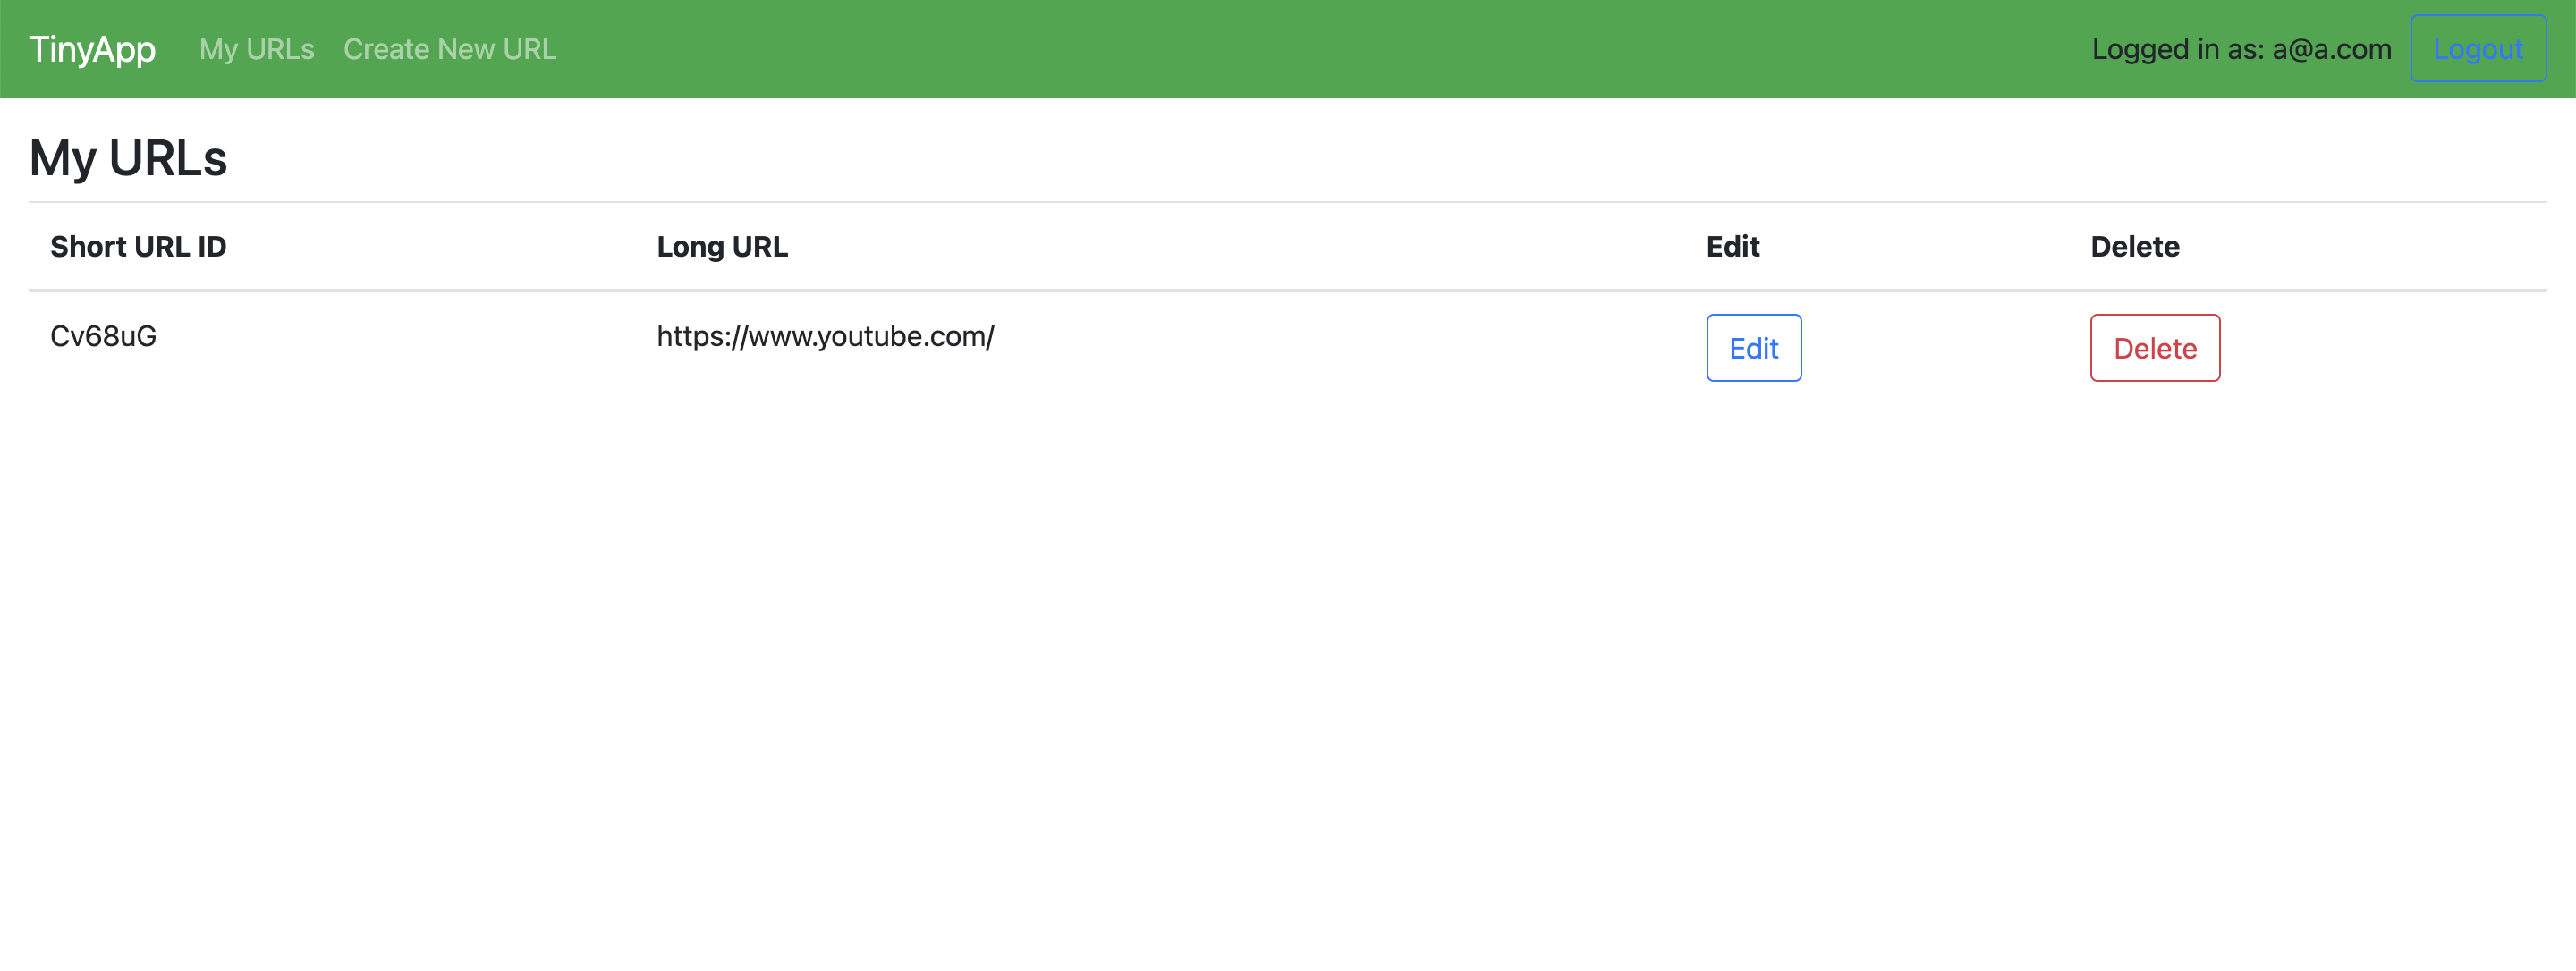 TinyApp My URLs Create New URL Logged in as: a@a.com Logout
My URLs
Short URL ID Long URL Edit Delete
Cv68uG https://www.youtube.com/ Edit Delete